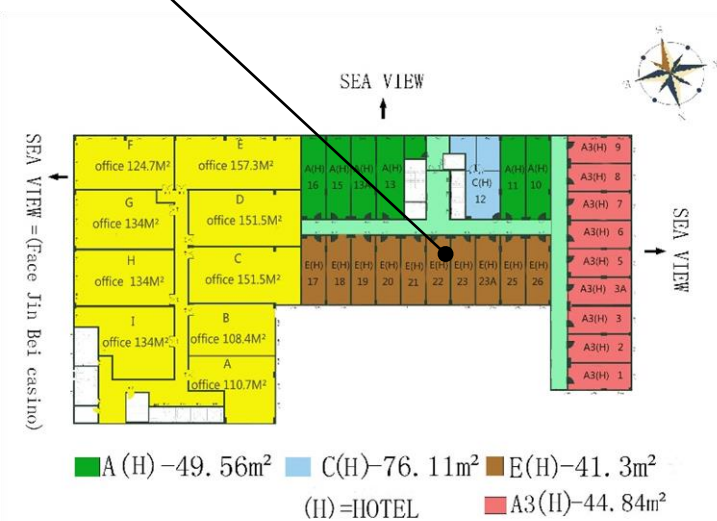 SEA VIEW
SEA VIEW =(Face Jin Bei casino)
F
office 124.7M²
E
office 157.3M²
G
office 134M²
D
office 151.5M²
H
office 134M²
C
office 151.5M²
I
office 134M²
B
office 108.4M²
A
office 110.7M²
A(H)
16
A(H)
15
A(H)
13A
A(H)
13
C(H)
12
A(H)
11
A(H)
10
E(H)
17
E(H)
18
E(H)
19
E(H)
20
E(H)
21
E(H)
22
E(H)
23
E(H)
23A
E(H)
25
E(H)
26
A3(H) 9
A3(H) 8
A3(H) 7
A3(H) 6
A3(H) 5
A3(H) 3A
A3(H) 3
A3(H) 2
A3(H) 1
SEA VIEW
A(H)-49.56m² C(H)-76.11m² E(H)-41.3m²
(H)=HOTEL A3(H)-44.84m²